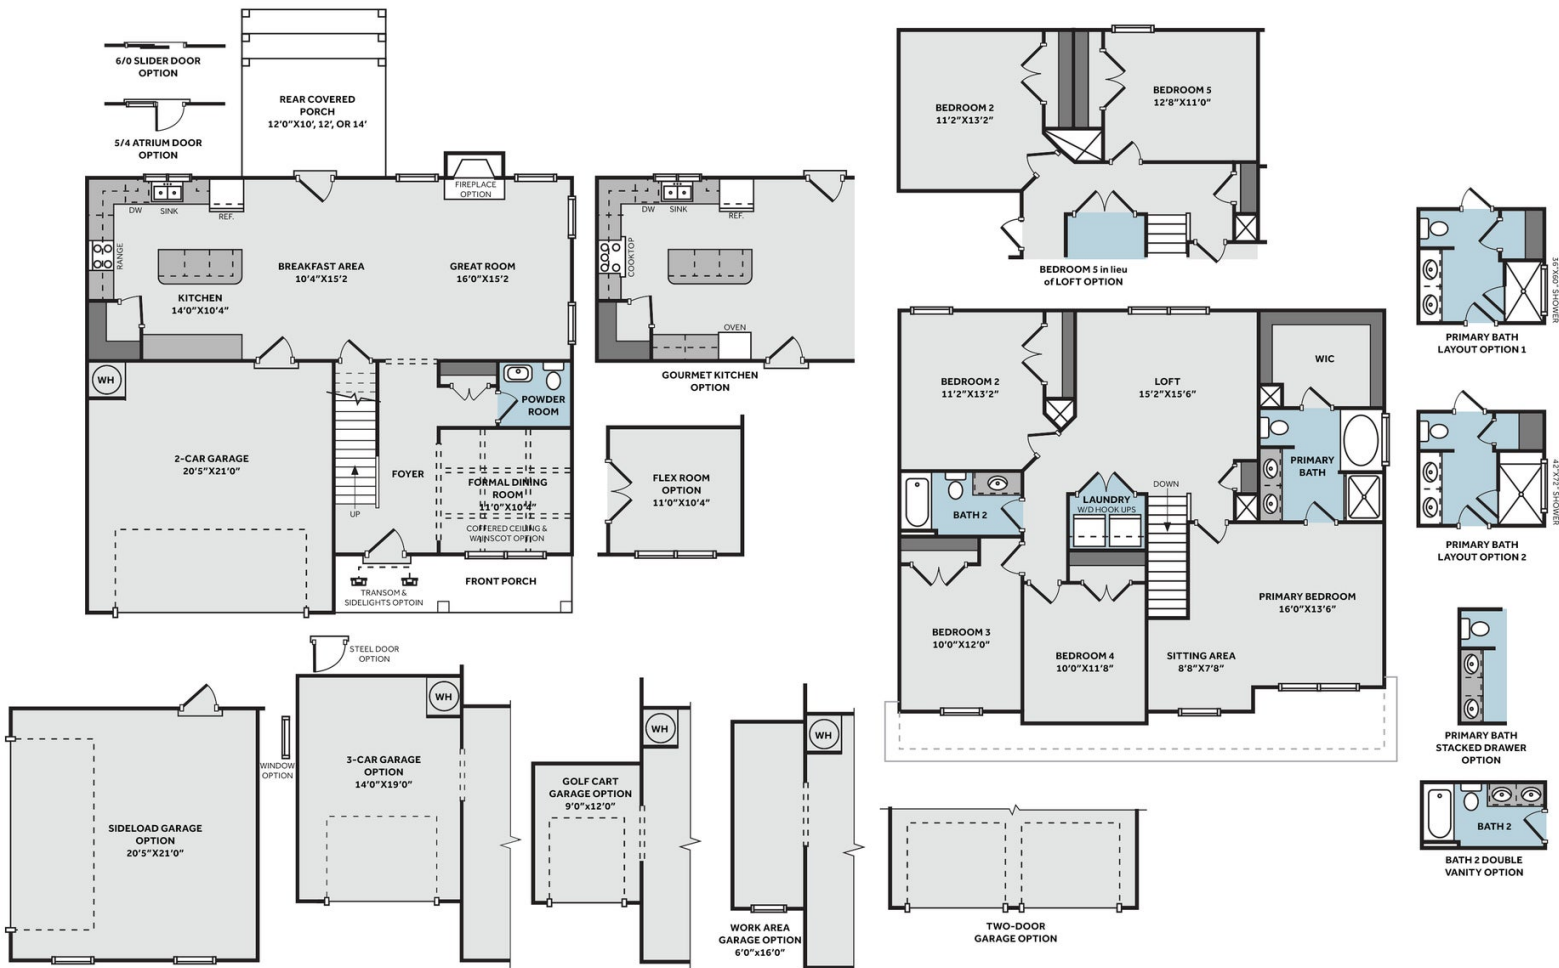 6/0 SLIDER DOOR
OPTION
5/4 ATRIUM DOOR
OPTION
REAR COVERED
PORCH
12'0"X10', 12', OR 14'
FIREPLACE
OPTION
DW
SINK
REF.
RANGE
KITCHEN
14'0"X10'4"
BREAKFAST AREA
10'4"X15'2
GREAT ROOM
16'0"X15'2
WH
2-CAR GARAGE
20'5"X21'0"
UP
FOYER
POWDER
ROOM
FORMAL DINING
ROOM
11'0"X10'4"
COFFERED CEILING &
WAINSCOT OPTION
FRONT PORCH
TRANSOM &
SIDELIGHTS OPTOIN
DW
SINK
REF.
COOKTOP
OVEN
GOURMET KITCHEN
OPTION
FLEX ROOM
OPTION
11'0"X10'4"
BEDROOM 2
11'2"X13'2"
BEDROOM 5
12'8"X11'0"
BEDROOM 5 in lieu
of LOFT OPTION
BEDROOM 2
11'2"X13'2"
LOFT
15'2"X15'6"
WIC
PRIMARY
BATH
BATH 2
LAUNDRY
W/D HOOK UPS
DOWN
BEDROOM 3
10'0"X12'0"
BEDROOM 4
10'0"X11'8"
SITTING AREA
8'8"X7'8"
PRIMARY BEDROOM
16'0"X13'6"
36"X60" SHOWER
PRIMARY BATH
LAYOUT OPTION 1
42"X72" SHOWER
PRIMARY BATH
LAYOUT OPTION 2
PRIMARY BATH
STACKED DRAWER
OPTION
BATH 2
BATH 2 DOUBLE
VANITY OPTION
SIDELOAD GARAGE
OPTION
20'5"X21'0"
WINDOW
OPTION
STEEL DOOR
OPTION
WH
3-CAR GARAGE
OPTION
14'0"X19'0"
WH
GOLF CART
GARAGE OPTION
9'0"x12'0"
WH
WORK AREA
GARAGE OPTION
6'0"x16'0"
TWO-DOOR
GARAGE OPTION